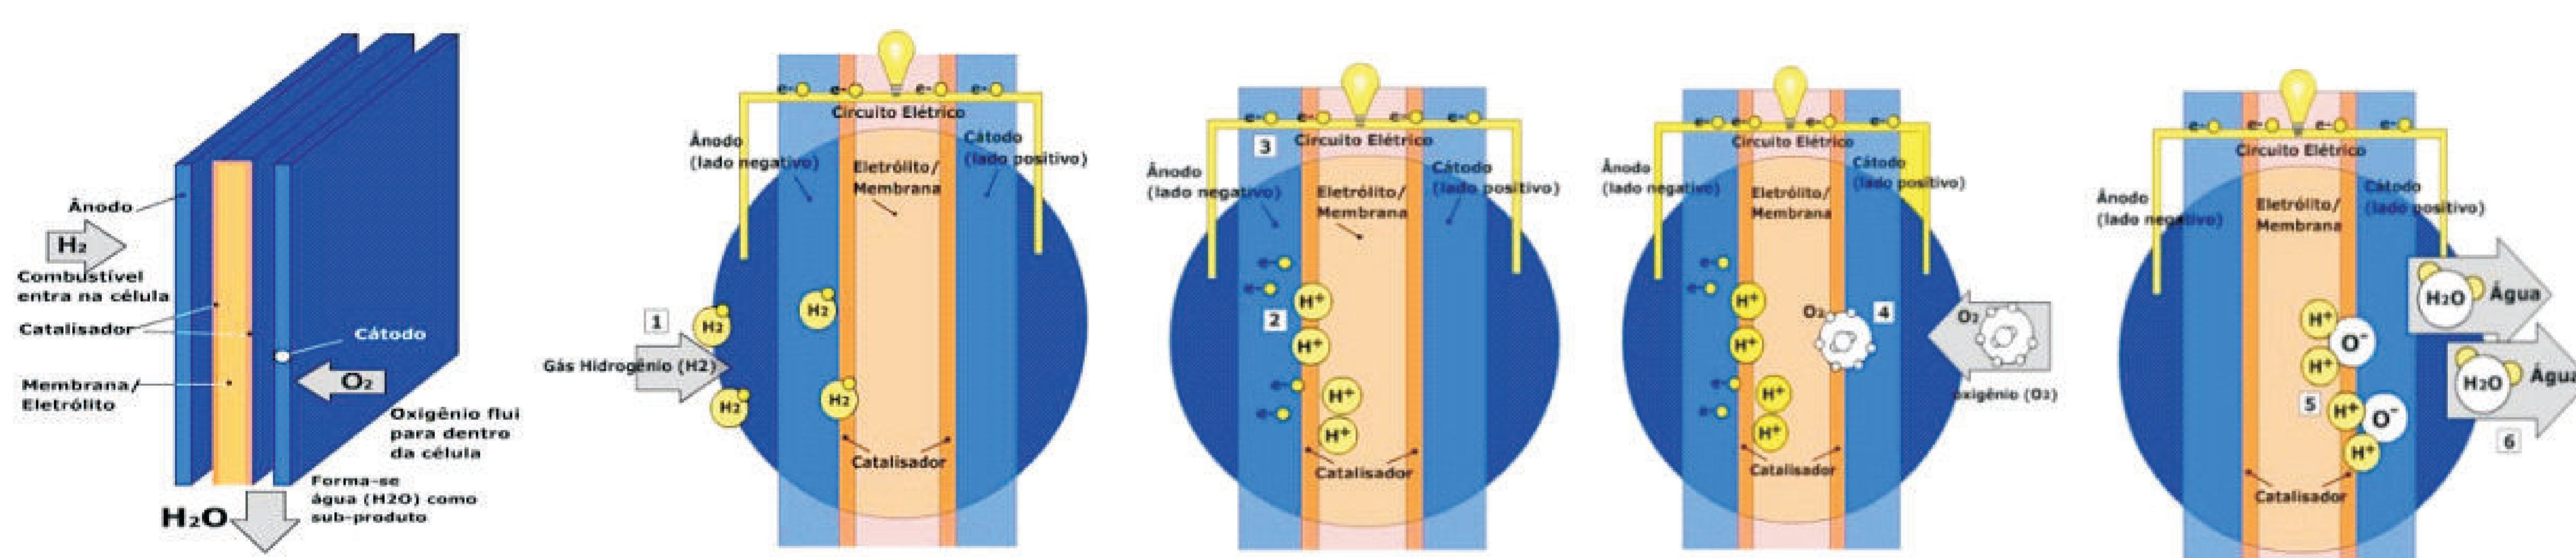 Ânodo
H₂
Combustível
entra na célula
Catalisador
Cátodo
Membrana/
Eletrólito
O₂
Oxigênio flui
para dentro
da célula
H₂O
Forma-se
água (H2O) como
sub-produto
e- e- e- e-
Circuito Elétrico
Ânodo
(lado negativo)
Cátodo
(lado positivo)
Eletrólito/
Membrana
1
H₂
H₂
Gás Hidrogênio (H2)
H₂
H₂
Catalisador
e- e- e- e-
3
Circuito Elétrico
Ânodo
(lado negativo)
Cátodo
(lado positivo)
Eletrólito/
Membrana
e-
e-
H⁺
2
H⁺
e-
H⁺
e-
H⁺
Catalisador
e- e- e- e-
Circuito Elétrico
Ânodo
(lado negativo)
Cátodo
(lado positivo)
Eletrólito/
Membrana
e-
e-
H⁺
O₂
4
O₂
H⁺
e-
H⁺
e-
H⁺
oxigênio (O2)
Catalisador
e- e- e- e-
Circuito Elétrico
Ânodo
(lado negativo)
Cátodo
(lado positivo)
Eletrólito/
Membrana
H₂O
Água
H⁺
O⁻
H⁺
H₂O
Água
5
H⁺
O⁻
6
H⁺
Catalisador